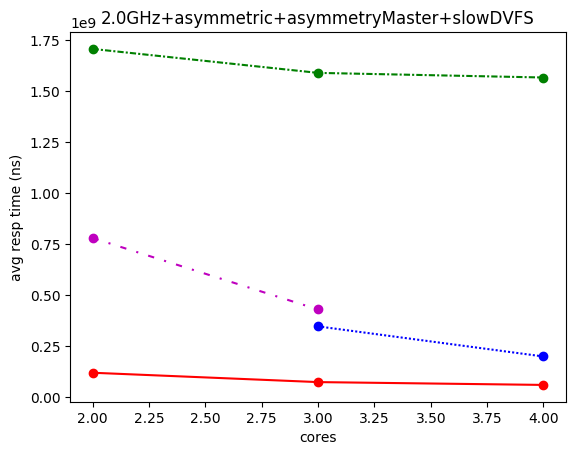 2.0GHz+asymmetric+asymmetryMaster+slowDVFS
1e9
1.75
1.50
1.25
1.00
0.75
0.50
0.25
0.00
avg resp time (ns)
2.00 2.25 2.50 2.75 3.00 3.25 3.50 3.75 4.00
cores